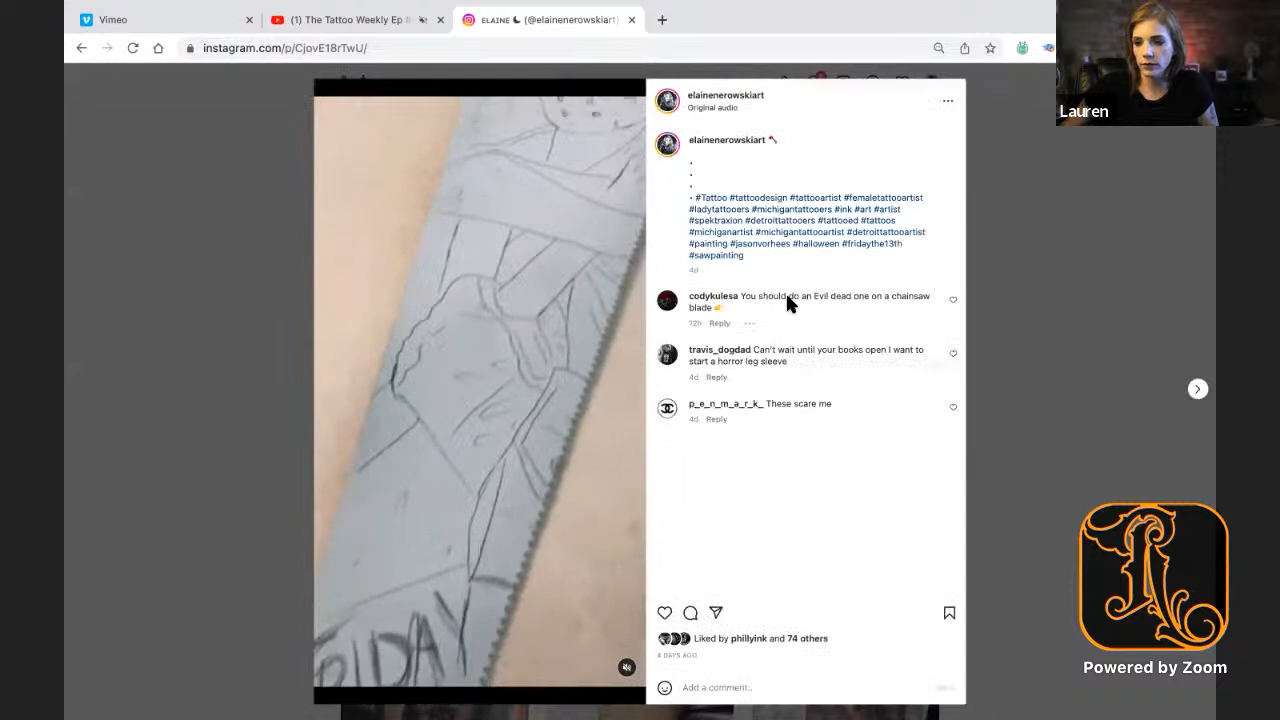 Vimeo
(1) The Tattoo Weekly Ep
ELAINE (@elainenerowskiart)
instagram.com/p/CjovE18rTwU/
Lauren
elainenerowskiart
Original audio
elainenerowskiart
.
.
.
. #Tattoo #tattoodesign #tattooartist #femaletattooartist
#ladytattooers #michigantattooers #ink #art #artist
#spektraxion #detroittattooers #tattooed #tattoos
#michiganartist #michigantattooartist #detroittattooartist
#painting #jasonvorhees #halloween #fridaythe13th
#sawpainting
4d
codykulesa You should do an Evil dead one on a chainsaw
blade
12h Reply
travis_dogdad Can't wait until your books open I want to
start a horror leg sleeve
4d Reply
p_e_n_m_a_r_k_ These scare me
4d Reply
RIDAY
Liked by phillyink and 74 others
DAYS AGO
Add a comment...
Powered by Zoom